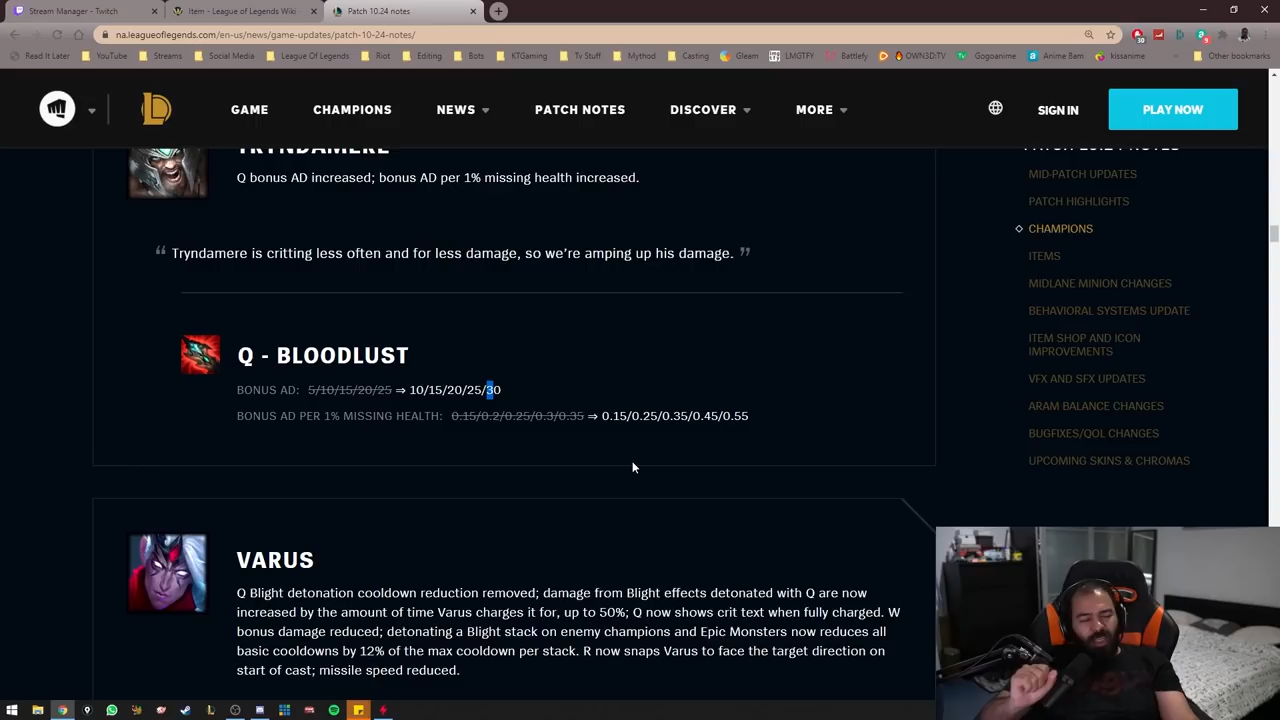 Stream Manager - Twitch
Item - League of Legends Wiki -
Patch 10.24 notes
na.leagueoflegends.com/en-us/news/game-updates/patch-10-24-notes/
Read It Later YouTube Streams Social Media League Of Legends Riot Editing Bots KTGaming Tv Stuff Mythod Casting Gleam LMGTFY Battlefy OWN3D:TV Gogoanime Anime Bam kissanime Other bookmarks
GAME CHAMPIONS NEWS PATCH NOTES DISCOVER MORE SIGN IN PLAY NOW
TRYNDAMERE
Q bonus AD increased; bonus AD per 1% missing health increased.
“ Tryndamere is critting less often and for less damage, so we’re amping up his damage. ”
Q - BLOODLUST
BONUS AD: 5/10/15/20/25 ⇒ 10/15/20/25/30
BONUS AD PER 1% MISSING HEALTH: 0.15/0.2/0.25/0.3/0.35 ⇒ 0.15/0.25/0.35/0.45/0.55
VARUS
Q Blight detonation cooldown reduction removed; damage from Blight effects detonated with Q are now
increased by the amount of time Varus charges it for, up to 50%; Q now shows crit text when fully charged. W
bonus damage reduced; detonating a Blight stack on enemy champions and Epic Monsters now reduces all
basic cooldowns by 12% of the max cooldown per stack. R now snaps Varus to face the target direction on
start of cast; missile speed reduced.
PATCH 10.24 NOTES
MID-PATCH UPDATES
PATCH HIGHLIGHTS
CHAMPIONS
ITEMS
MIDLANE MINION CHANGES
BEHAVIORAL SYSTEMS UPDATE
ITEM SHOP AND ICON
IMPROVEMENTS
VFX AND SFX UPDATES
ARAM BALANCE CHANGES
BUGFIXES/QOL CHANGES
UPCOMING SKINS & CHROMAS